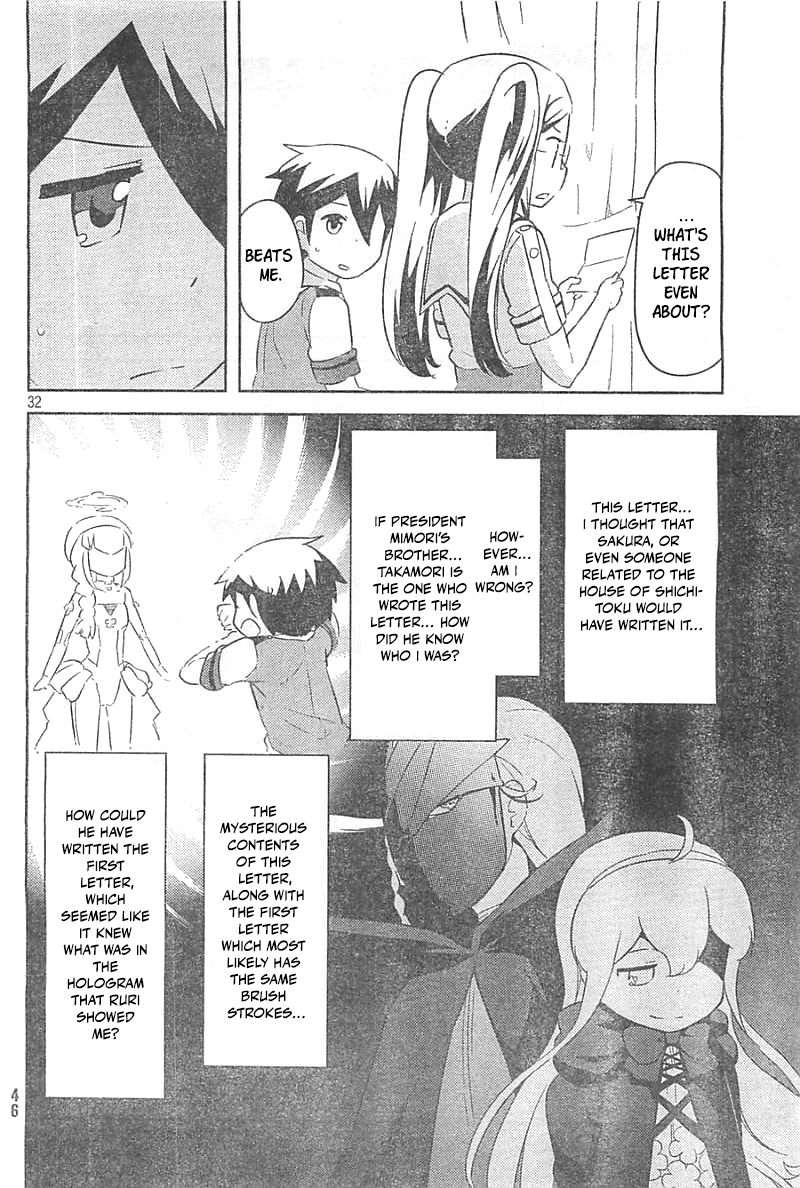 ...
WHAT'S
THIS
LETTER
EVEN
ABOUT?
BEATS
ME.
32
THIS LETTER...
I THOUGHT THAT
SAKURA, OR
EVEN SOMEONE
RELATED TO THE
HOUSE OF SHICHI-
TOKU WOULD
HAVE WRITTEN IT...
HOW-
EVER...
AM I
WRONG?
IF PRESIDENT
MIMORI'S
BROTHER...
TAKAMORI IS
THE ONE WHO
WROTE THIS
LETTER... HOW
DID HE KNOW
WHO I WAS?
THE
MYSTERIOUS
CONTENTS
OF THIS
LETTER,
ALONG WITH
THE FIRST
LETTER
WHICH MOST
LIKELY HAS
THE SAME
BRUSH
STROKES...
HOW COULD
HE HAVE
WRITTEN THE
FIRST
LETTER,
WHICH
SEEMED LIKE
IT KNEW
WHAT WAS IN
THE
HOLOGRAM
THAT RURI
SHOWED
ME?
46